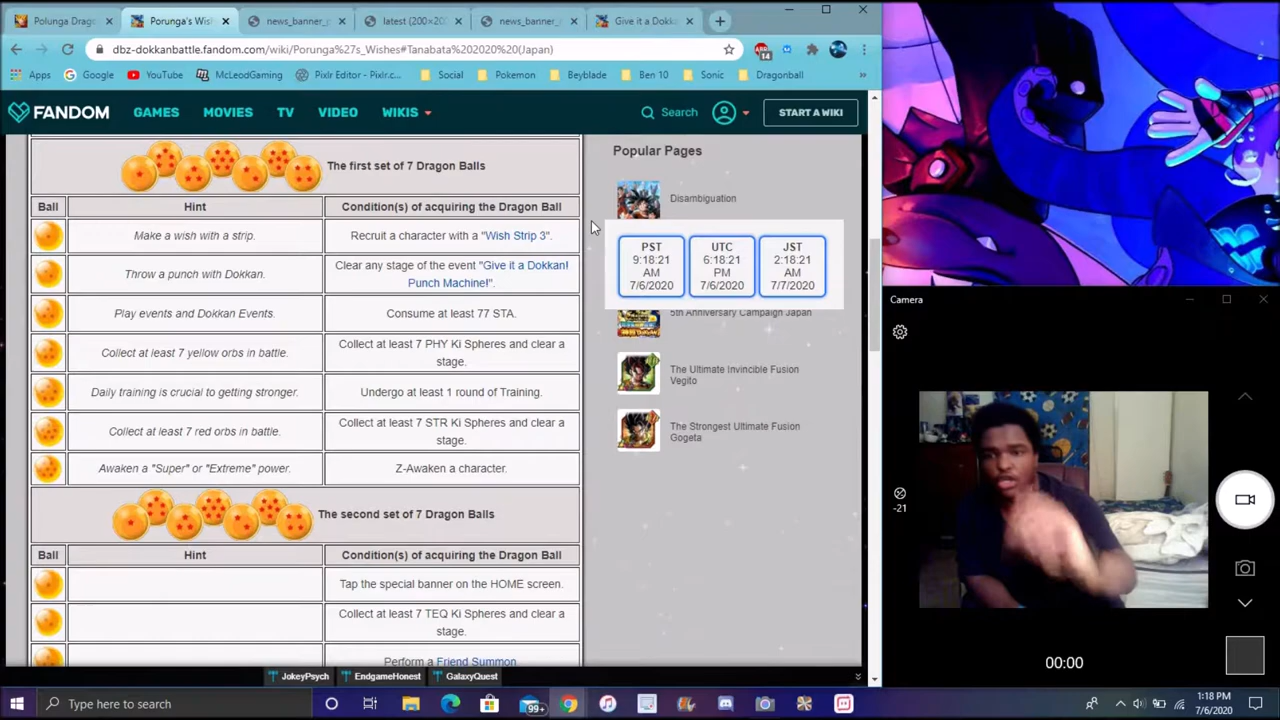 Polunga Drago
Porunga's Wis
news_banner_p
latest (200×20
news_banner_c
Give it a Dokka
dbz-dokkanbattle.fandom.com/wiki/Porunga%27s_Wishes#Tanabata%202020%20(Japan)
14
Apps
Google
YouTube
McLeodGaming
Pixlr Editor - Pixlr.c...
Social
Pokemon
Beyblade
Ben 10
Sonic
Dragonball
FANDOM
GAMES
MOVIES
TV
VIDEO
WIKIS
Search
START A WIKI
The first set of 7 Dragon Balls
Ball Hint Condition(s) of acquiring the Dragon Ball
Make a wish with a strip. Recruit a character with a "Wish Strip 3".
Throw a punch with Dokkan. Clear any stage of the event "Give it a Dokkan!
Punch Machine!".
Play events and Dokkan Events. Consume at least 77 STA.
Collect at least 7 yellow orbs in battle. Collect at least 7 PHY Ki Spheres and clear a
stage.
Daily training is crucial to getting stronger. Undergo at least 1 round of Training.
Collect at least 7 red orbs in battle. Collect at least 7 STR Ki Spheres and clear a
stage.
Awaken a "Super" or "Extreme" power. Z-Awaken a character.
The second set of 7 Dragon Balls
Ball Hint Condition(s) of acquiring the Dragon Ball
Tap the special banner on the HOME screen.
Collect at least 7 TEQ Ki Spheres and clear a
stage.
Perform a Friend Summon
Popular Pages
Disambiguation
PST UTC JST
9:18:21 6:18:21 2:18:21
AM PM AM
7/6/2020 7/6/2020 7/7/2020
5th Anniversary Campaign Japan
The Ultimate Invincible Fusion
Vegito
The Strongest Ultimate Fusion
Gogeta
JokeyPsych
EndgameHonest
GalaxyQuest
Camera
-21
00:00
Type here to search
99+
1:18 PM
7/6/2020